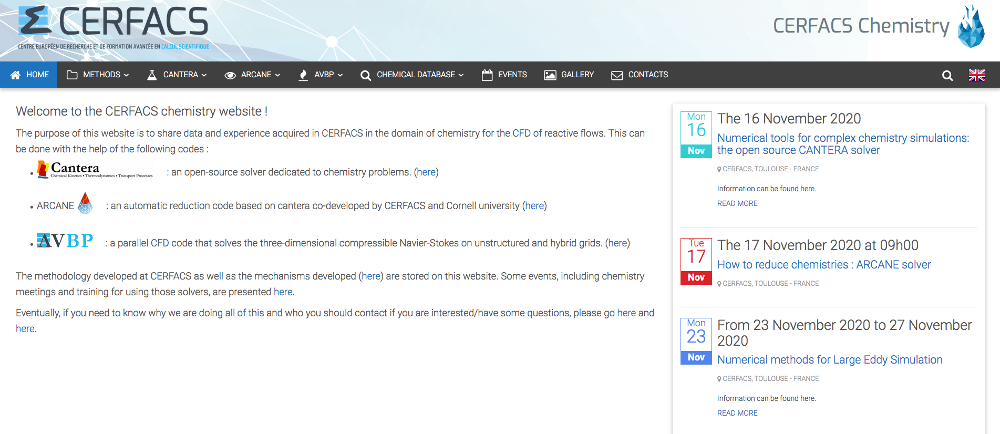 CERFACS
CENTRE EUROPÉEN DE RECHERCHE ET DE FORMATION AVANCÉE EN CALCUL SCIENTIFIQUE
CERFACS Chemistry
HOME METHODS CANTERA ARCANE AVBP CHEMICAL DATABASE EVENTS GALLERY CONTACTS
Welcome to the CERFACS chemistry website !
The purpose of this website is to share data and experience acquired in CERFACS in the domain of chemistry for the CFD of reactive flows. This can
be done with the help of the following codes :
• Cantera : an open-source solver dedicated to chemistry problems. (here)
Chemical Kinetics • Thermodynamics • Transport Processes
• ARCANE : an automatic reduction code based on cantera co-developed by CERFACS and Cornell university (here)
• AVBP : a parallel CFD code that solves the three-dimensional compressible Navier-Stokes on unstructured and hybrid grids. (here)
The methodology developed at CERFACS as well as the mechanisms developed (here) are stored on this website. Some events, including chemistry
meetings and training for using those solvers, are presented here.
Eventually, if you need to know why we are doing all of this and who you should contact if you are interested/have some questions, please go here and
here.
Mon
16
Nov
The 16 November 2020
Numerical tools for complex chemistry simulations:
the open source CANTERA solver
CERFACS, TOULOUSE - FRANCE
Information can be found here.
READ MORE
Tue
17
Nov
The 17 November 2020 at 09h00
How to reduce chemistries : ARCANE solver
CERFACS, TOULOUSE - FRANCE
Mon
23
Nov
From 23 November 2020 to 27 November
2020
Numerical methods for Large Eddy Simulation
CERFACS, TOULOUSE - FRANCE
Information can be found here.
READ MORE